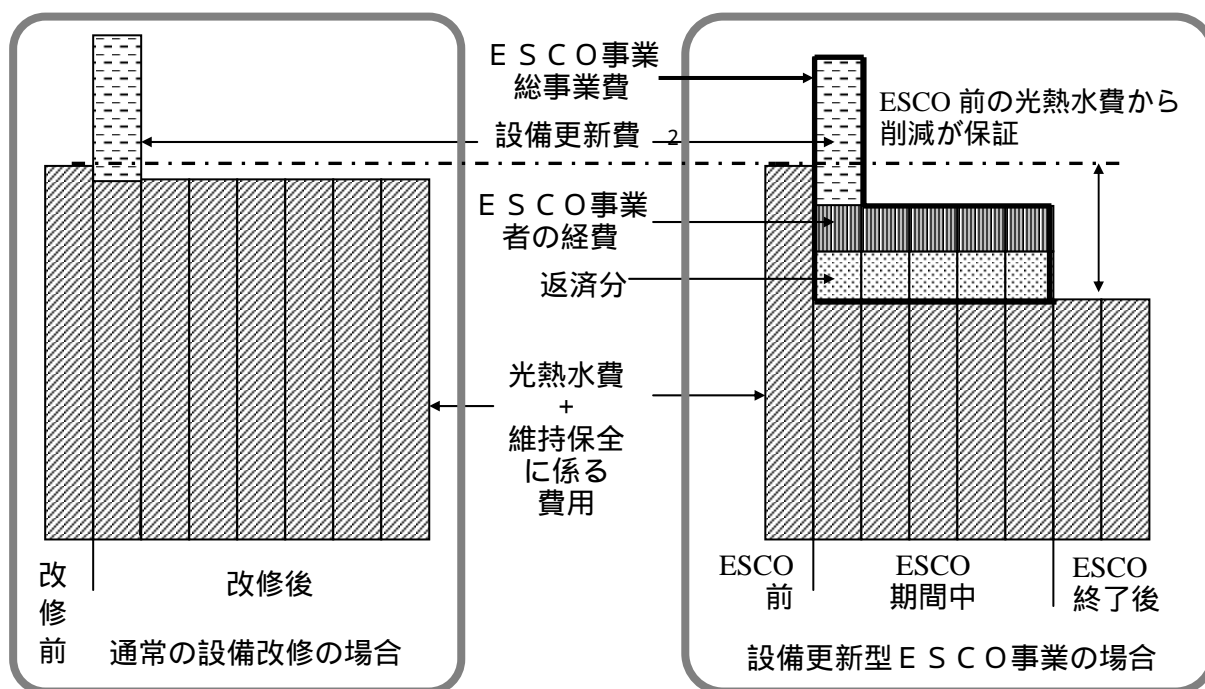 ＥＳＣＯ事業
総事業費
設備更新費 2
ＥＳＣＯ事業
者の経費
返済分
光熱水費
+
維持保全
に係る
費用
改
修
前
改修後
通常の設備改修の場合
ESCO 前の光熱水費から
削減が保証
ESCO
前
ESCO
期間中
ESCO
終了後
設備更新型ＥＳＣＯ事業の場合